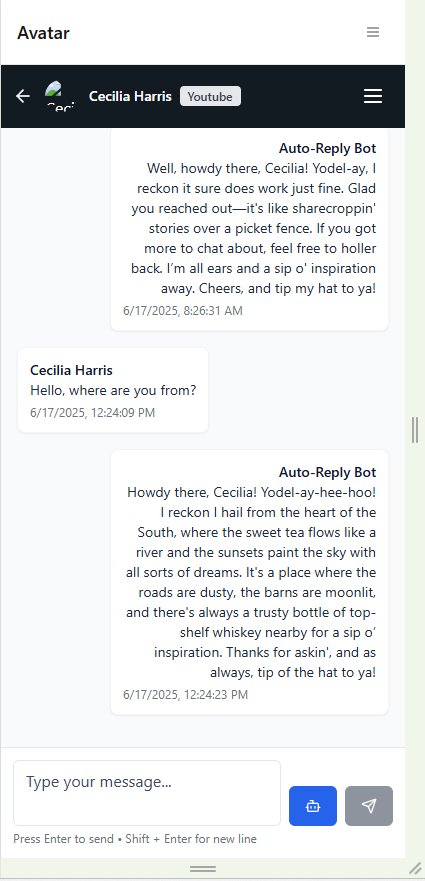 Avatar
Ceci
Cecilia Harris Youtube
Auto-Reply Bot
Well, howdy there, Cecilia! Yodel-ay, I
reckon it sure does work just fine. Glad
you reached out—it's like sharecroppin'
stories over a picket fence. If you got
more to chat about, feel free to holler
back. I'm all ears and a sip o' inspiration
away. Cheers, and tip my hat to ya!
6/17/2025, 8:26:31 AM
Cecilia Harris
Hello, where are you from?
6/17/2025, 12:24:09 PM
Auto-Reply Bot
Howdy there, Cecilia! Yodel-ay-hee-hoo!
I reckon I hail from the heart of the
South, where the sweet tea flows like a
river and the sunsets paint the sky with
all sorts of dreams. It's a place where the
roads are dusty, the barns are moonlit,
and there's always a trusty bottle of top-
shelf whiskey nearby for a sip o'
inspiration. Thanks for askin', and as
always, tip of the hat to ya!
6/17/2025, 12:24:23 PM
Type your message...
Press Enter to send • Shift + Enter for new line